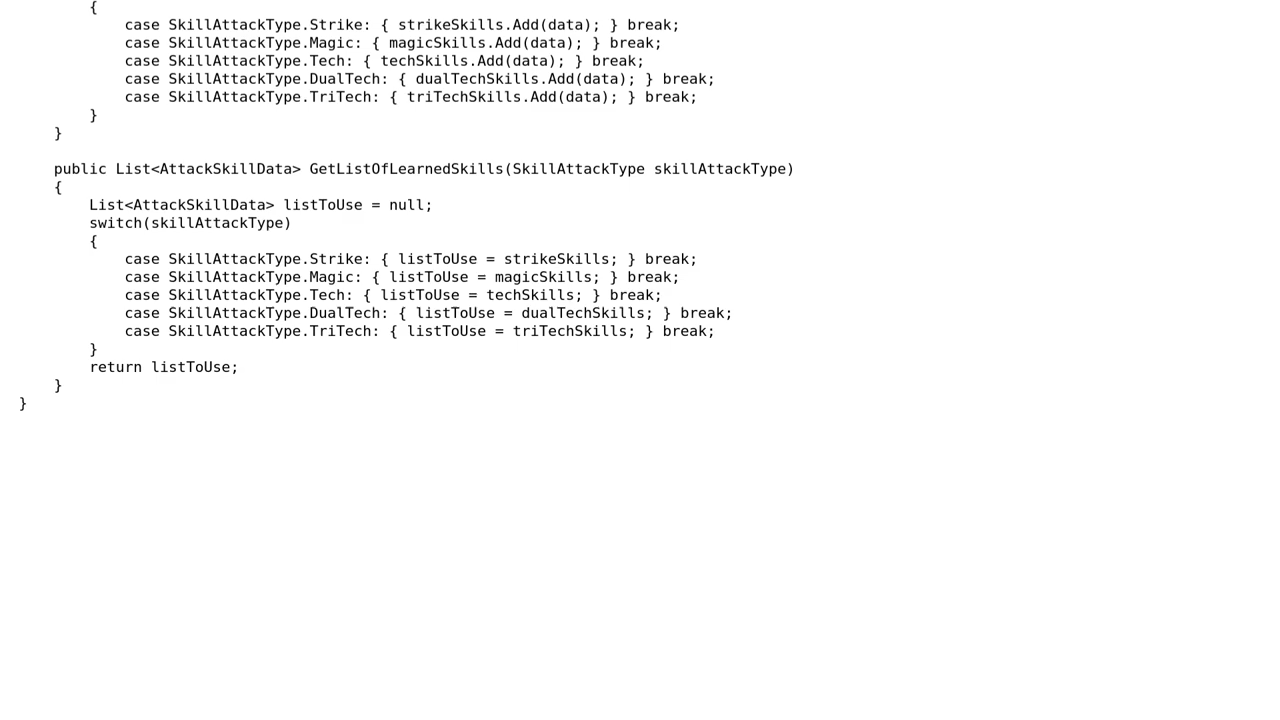 {
case SkillAttackType.Strike: { strikeSkills.Add(data); } break;
case SkillAttackType.Magic: { magicSkills.Add(data); } break;
case SkillAttackType.Tech: { techSkills.Add(data); } break;
case SkillAttackType.DualTech: { dualTechSkills.Add(data); } break;
case SkillAttackType.TriTech: { triTechSkills.Add(data); } break;
}
}
public List<AttackSkillData> GetListOfLearnedSkills(SkillAttackType skillAttackType)
{
List<AttackSkillData> listToUse = null;
switch(skillAttackType)
{
case SkillAttackType.Strike: { listToUse = strikeSkills; } break;
case SkillAttackType.Magic: { listToUse = magicSkills; } break;
case SkillAttackType.Tech: { listToUse = techSkills; } break;
case SkillAttackType.DualTech: { listToUse = dualTechSkills; } break;
case SkillAttackType.TriTech: { listToUse = triTechSkills; } break;
}
return listToUse;
}
}